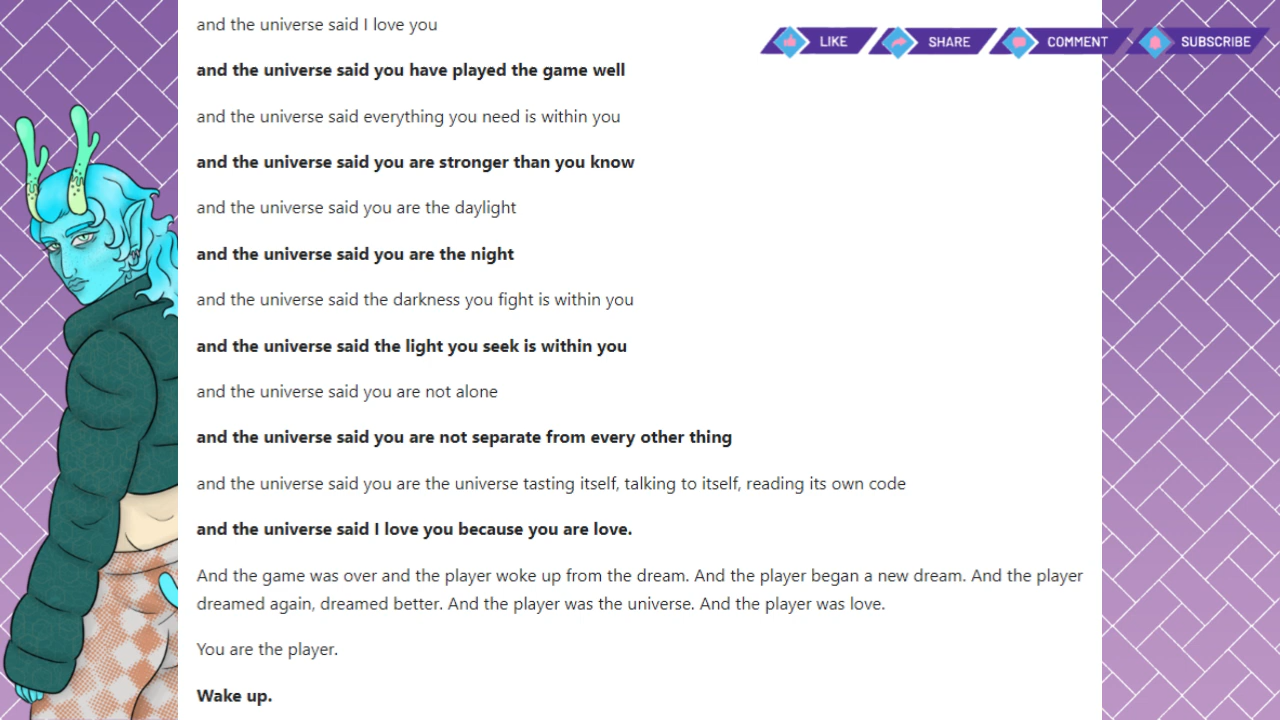 and the universe said I love you
LIKE SHARE COMMENT SUBSCRIBE
and the universe said you have played the game well
and the universe said everything you need is within you
and the universe said you are stronger than you know
and the universe said you are the daylight
and the universe said you are the night
and the universe said the darkness you fight is within you
and the universe said the light you seek is within you
and the universe said you are not alone
and the universe said you are not separate from every other thing
and the universe said you are the universe tasting itself, talking to itself, reading its own code
and the universe said I love you because you are love.
And the game was over and the player woke up from the dream. And the player began a new dream. And the player
dreamed again, dreamed better. And the player was the universe. And the player was love.
You are the player.
Wake up.